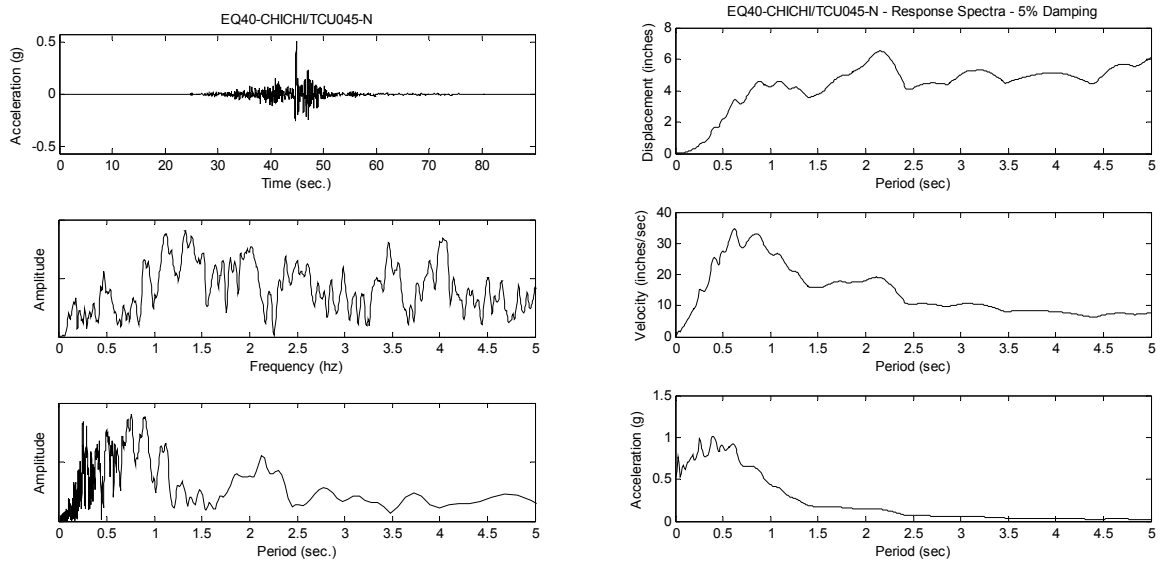 EQ40-CHICHI/TCU045-N
Acceleration (g)
0.5
0
-0.5
0 10 20 30 40 50 60 70 80
Time (sec.)
Amplitude
0 0.5 1 1.5 2 2.5 3 3.5 4 4.5 5
Frequency (hz)
Amplitude
0 0.5 1 1.5 2 2.5 3 3.5 4 4.5 5
Period (sec.)
EQ40-CHICHI/TCU045-N - Response Spectra - 5% Damping
Displacement (inches)
8
6
4
2
0
0 0.5 1 1.5 2 2.5 3 3.5 4 4.5 5
Period (sec)
Velocity (inches/sec)
40
30
20
10
0
0 0.5 1 1.5 2 2.5 3 3.5 4 4.5 5
Period (sec)
Acceleration (g)
1.5
1
0.5
0
0 0.5 1 1.5 2 2.5 3 3.5 4 4.5 5
Period (sec)